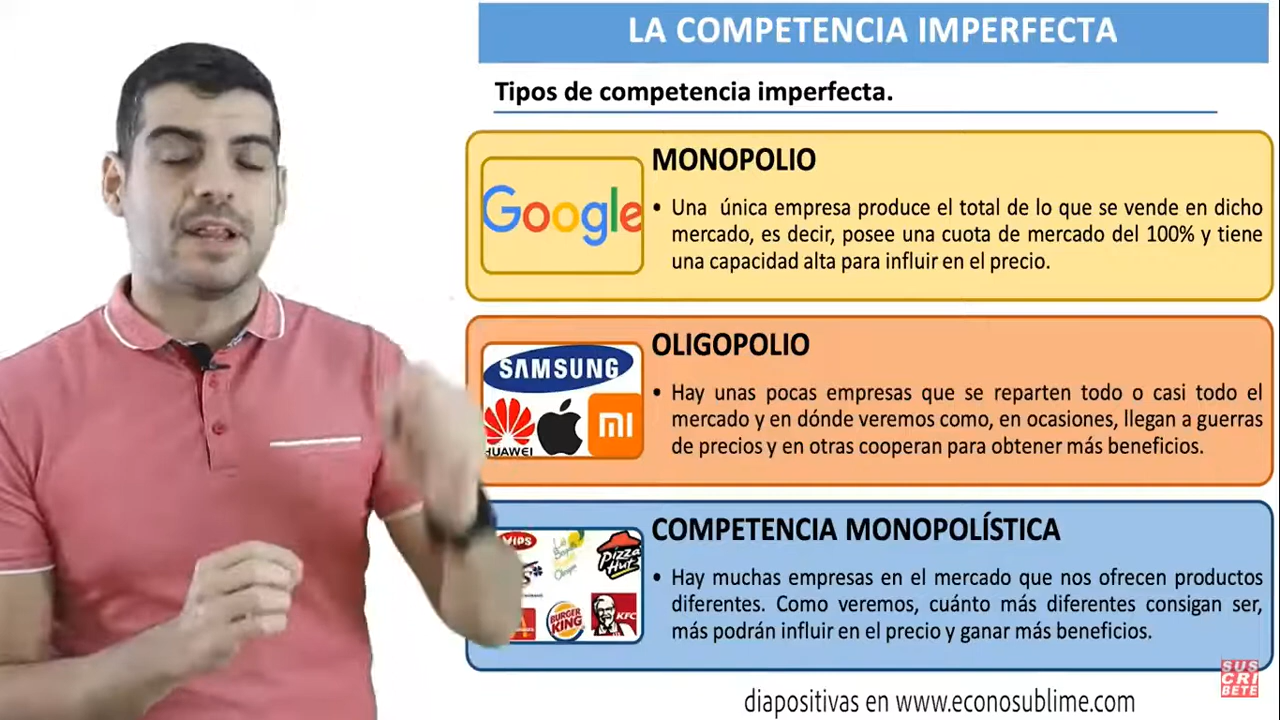 LA COMPETENCIA IMPERFECTA
Tipos de competencia imperfecta.
Google
MONOPOLIO
• Una única empresa produce el total de lo que se vende en dicho
mercado, es decir, posee una cuota de mercado del 100% y tiene
una capacidad alta para influir en el precio.
SAMSUNG
HUAWEI
MI
OLIGOPOLIO
• Hay unas pocas empresas que se reparten todo o casi todo el
mercado y en dónde veremos como, en ocasiones, llegan a guerras
de precios y en otras cooperan para obtener más beneficios.
VIPS
Pizza
Hut
BURGER
KING
KFC
COMPETENCIA MONOPOLÍSTICA
• Hay muchas empresas en el mercado que nos ofrecen productos
diferentes. Como veremos, cuánto más diferentes consigan ser,
más podrán influir en el precio y ganar más beneficios.
SUS
CRI
BETE
diapositivas en www.econosublime.com